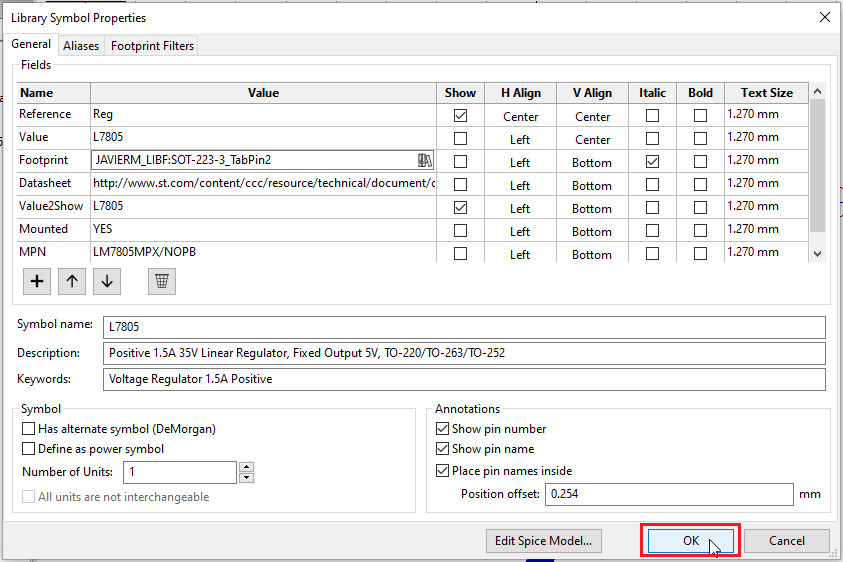 Library Symbol Properties
General Aliases Footprint Filters
Fields
Name Value Show H Align V Align Italic Bold Text Size
Reference Reg Center Center 1.270 mm
Value L7805 Left Center 1.270 mm
Footprint JAVIERM_LIBF:SOT-223-3_TabPin2 Left Bottom 1.270 mm
Datasheet http://www.st.com/content/ccc/resource/technical/document/c Left Bottom 1.270 mm
Value2Show L7805 Left Bottom 1.270 mm
Mounted YES Left Bottom 1.270 mm
MPN LM7805MPX/NOPB Left Bottom 1.270 mm
Symbol name: L7805
Description: Positive 1.5A 35V Linear Regulator, Fixed Output 5V, TO-220/TO-263/TO-252
Keywords: Voltage Regulator 1.5A Positive
Symbol Annotations
Has alternate symbol (DeMorgan) Show pin number
Define as power symbol Show pin name
Number of Units: 1 Place pin names inside
All units are not interchangeable Position offset: 0.254 mm
Edit Spice Model... OK Cancel